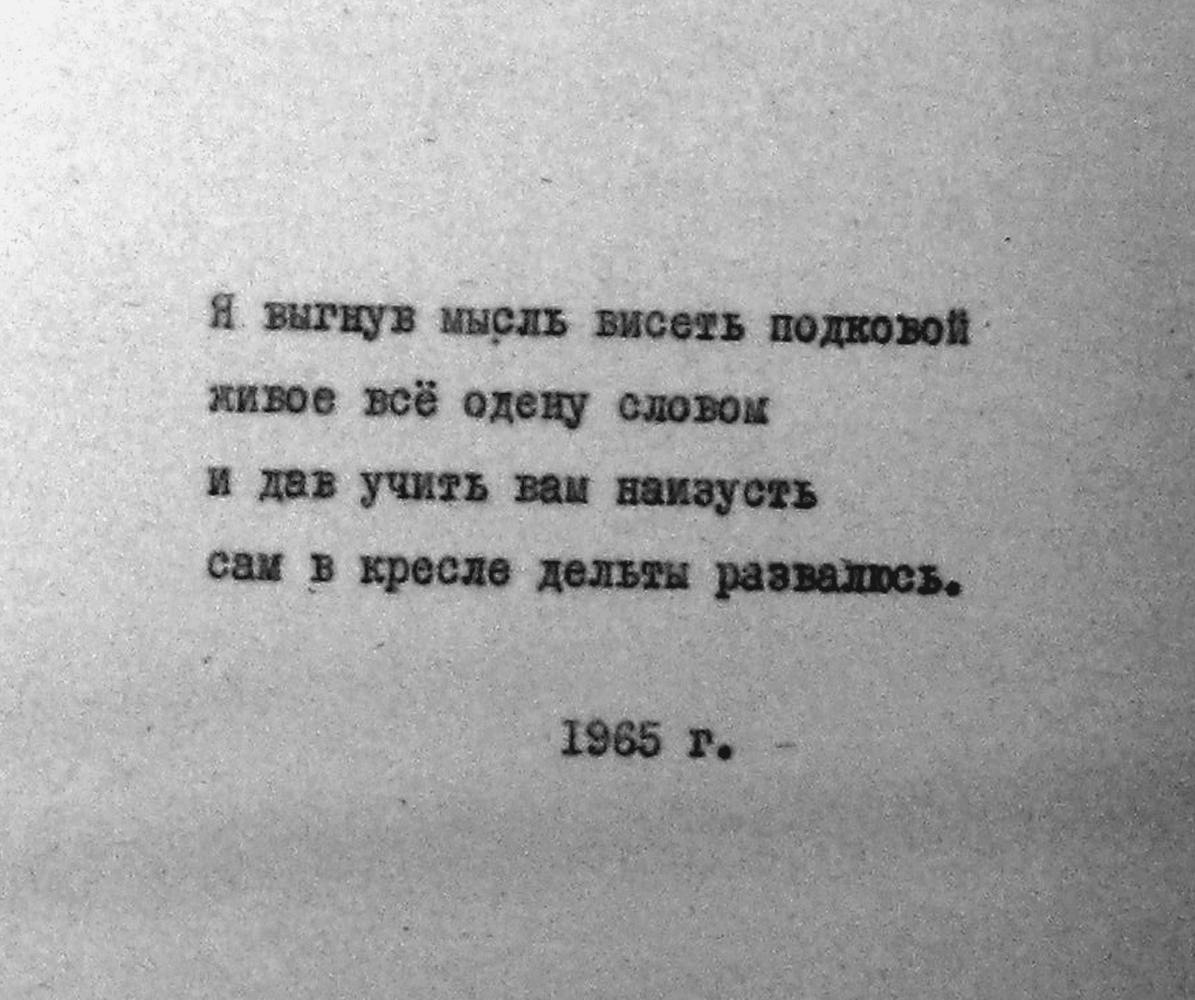 Я выгнув мысль висеть подковой
живое всё одену словом
и дав учить вам наизусть
сам в кресле дельты развалюсь.
1965 г.